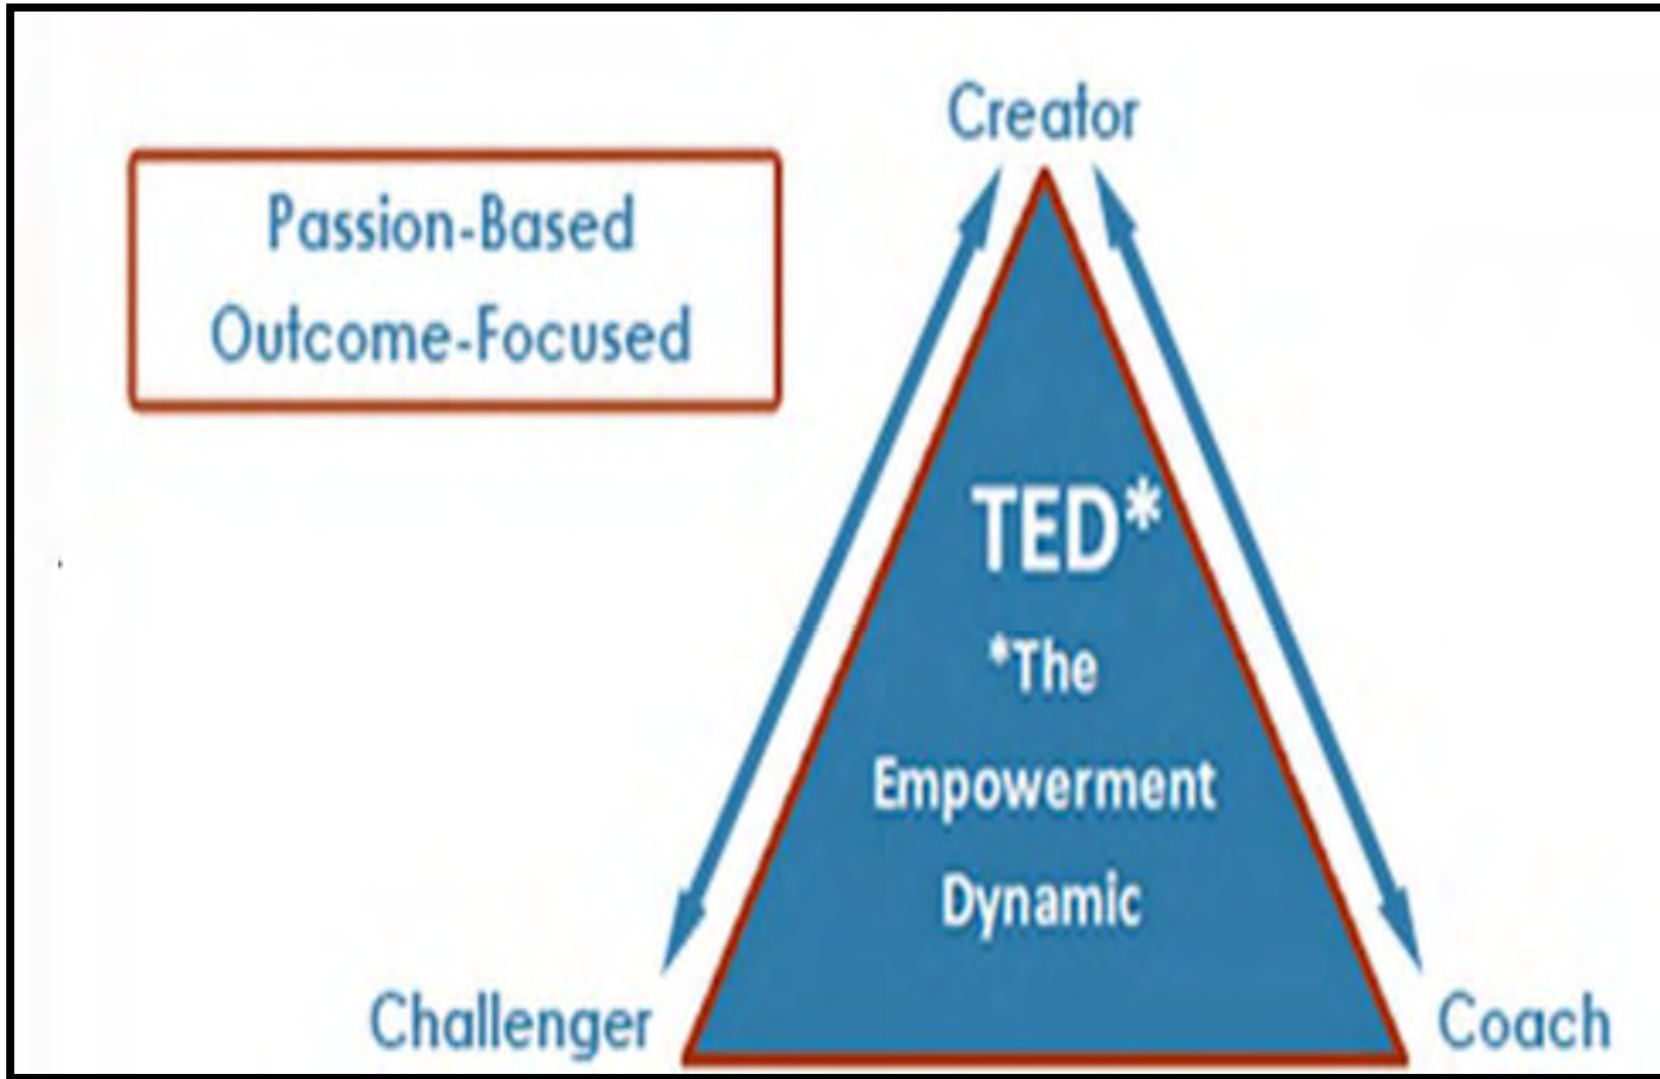 Creator
Passion-Based
Outcome-Focused
TED*
*The
Empowerment
Dynamic
Challenger
Coach